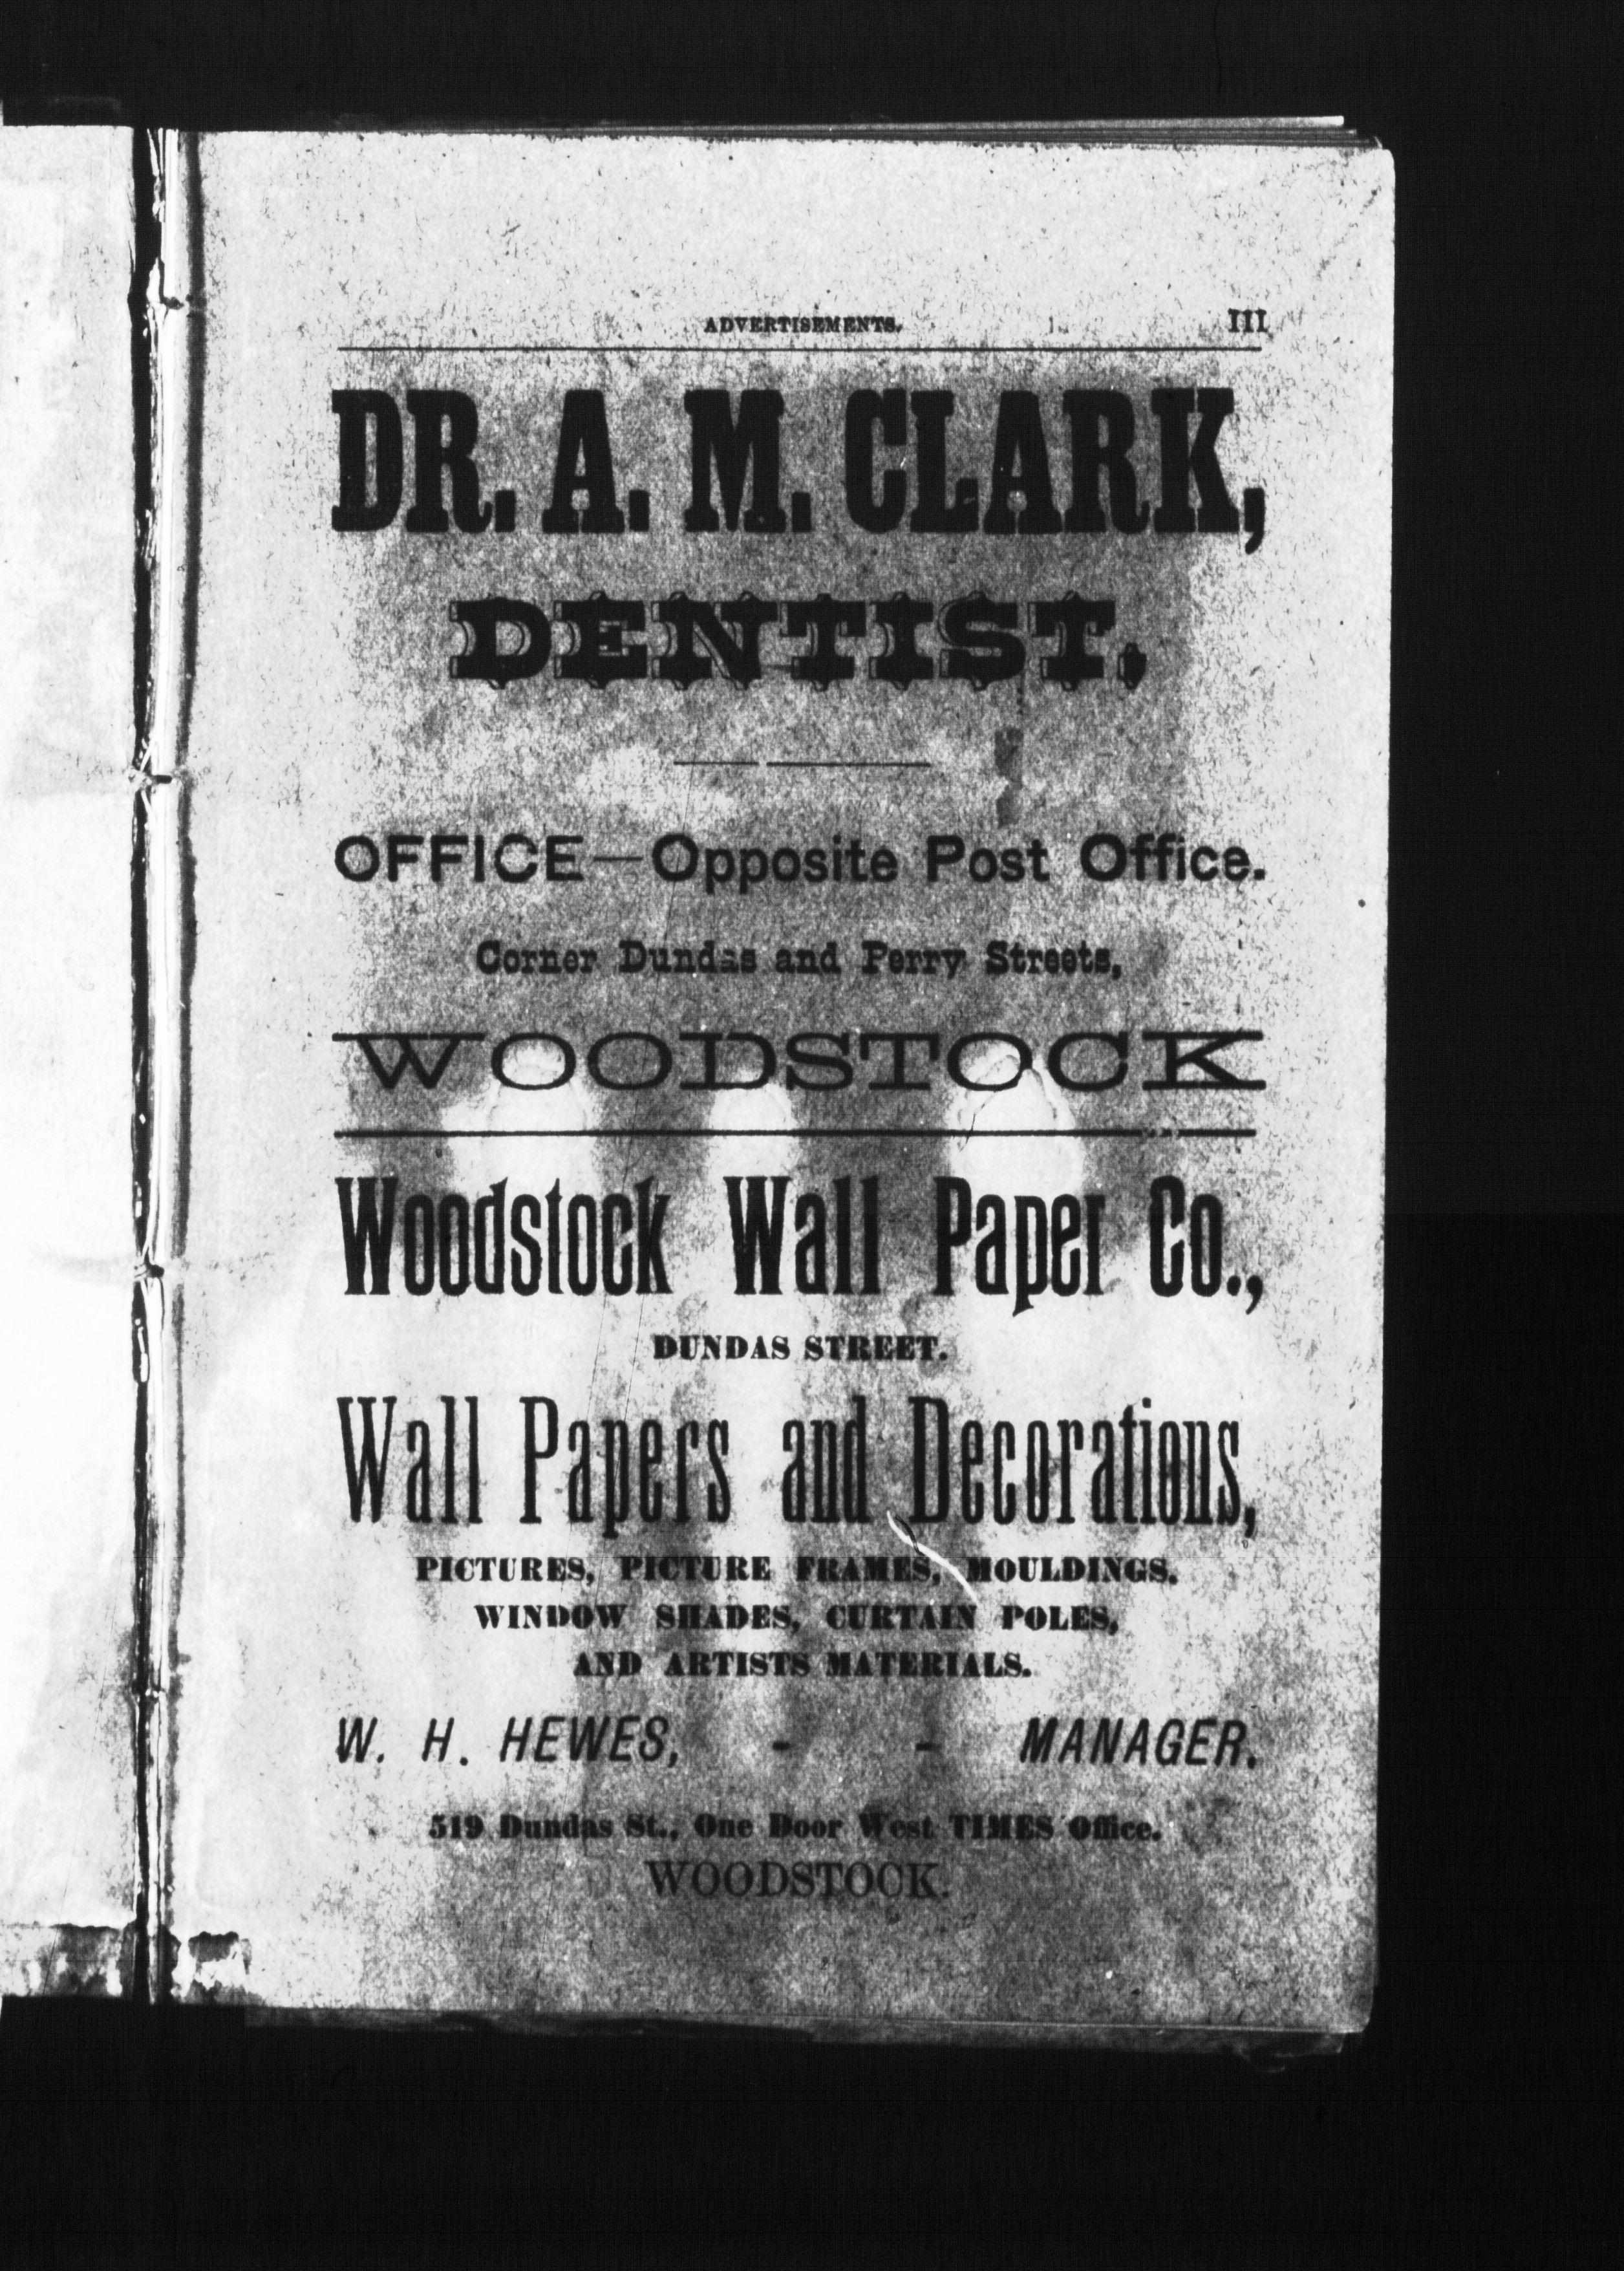 ADVERTISEMENTS. III
DR. A. M. CLARK,
DENTIST.
OFFICE—Opposite Post Office.
Corner Dundas and Perry Streets,
WOODSTOCK
Woodstock Wall Paper Co.,
DUNDAS STREET.
Wall Papers and Decorations,
PICTURES, PICTURE FRAMES, MOULDINGS.
WINDOW SHADES, CURTAIN POLES,
AND ARTISTS MATERIALS.
W. H. HEWES, - - MANAGER.
519 Dundas St., One Door West TIMES Office.
WOODSTOCK.